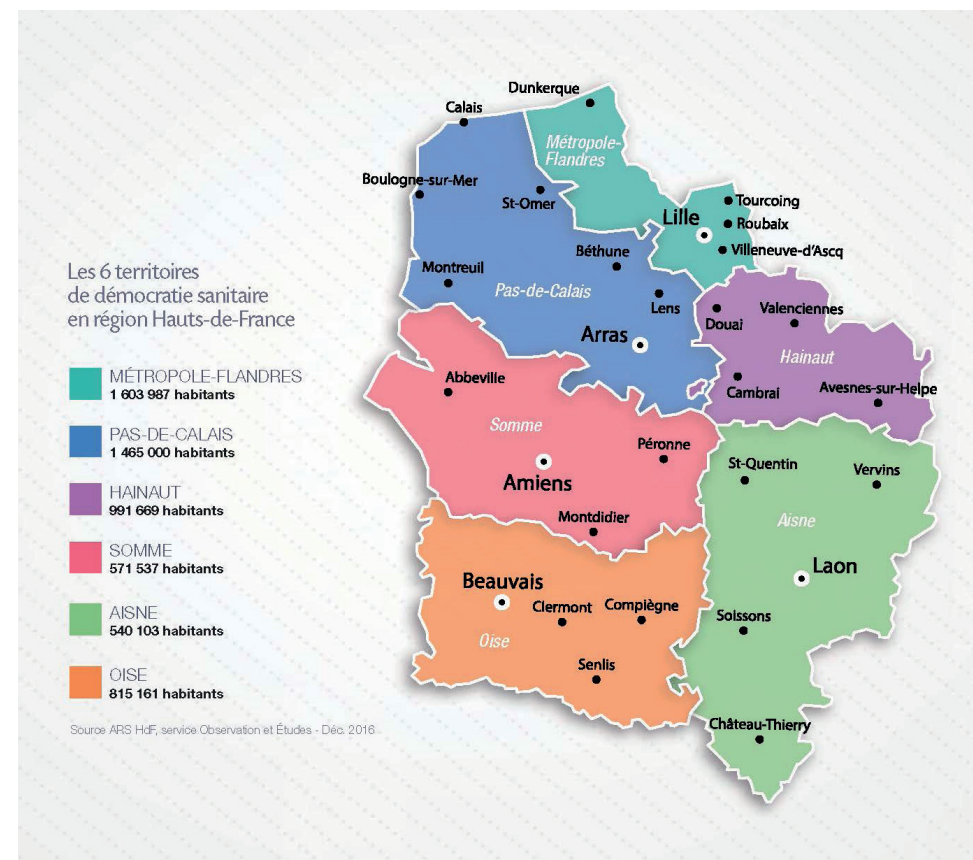 Les 6 territoires
de démocratie sanitaire
en région Hauts-de-France
MÉTROPOLE-FLANDRES
1 603 987 habitants
PAS-DE-CALAIS
1 465 000 habitants
HAINAUT
991 669 habitants
SOMME
571 537 habitants
AISNE
540 103 habitants
OISE
815 161 habitants
Source ARS HdF, service Observation et Études - Déc. 2016
Dunkerque
Calais
Métropole-
Flandres
Boulogne-sur-Mer
St-Omer
Tourcoing
Lille
Roubaix
Villeneuve-d'Ascq
Béthune
Montreuil
Pas-de-Calais
Lens
Arras
Douai
Valenciennes
Hainaut
Cambrai
Avesnes-sur-Helpe
Abbeville
Somme
Péronne
Amiens
Montdidier
St-Quentin
Vervins
Aisne
Laon
Soissons
Château-Thierry
Beauvais
Clermont
Compiègne
Oise
Senlis